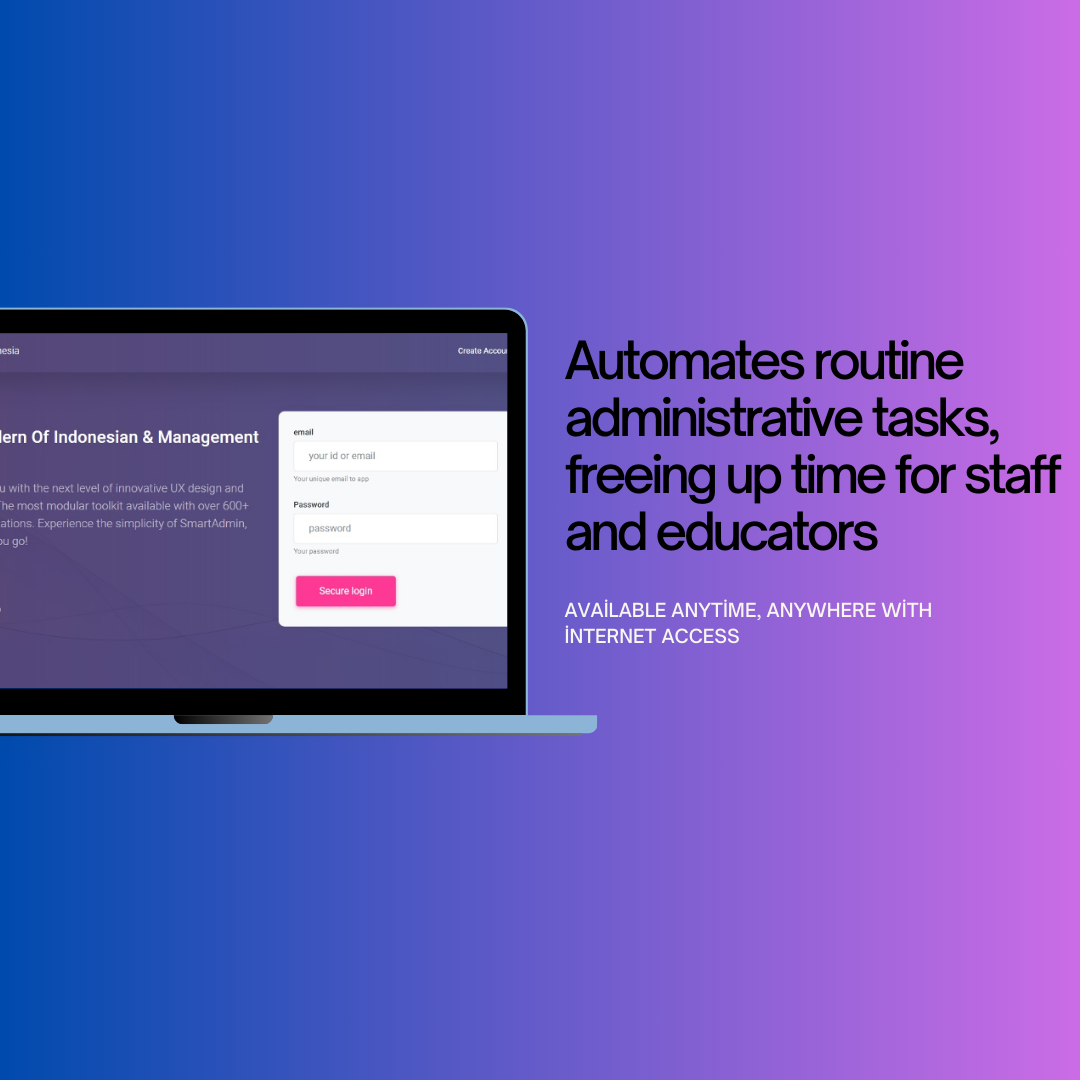 Create
email
dern Of Indonesian & Management
your id or email
Your unique email to app
u with the next level of innovative UX design and
The most modular toolkit available with over 600+
Password
ations. Experience the simplicity of SmartAdmin,
password
ou go!
Your password
Secure login
Automates routine
administrative tasks,
freeing up time for staff
and educators
AVAİLABLE ANYTİME, ANYWHERE WİTH
İNTERNET ACCESS